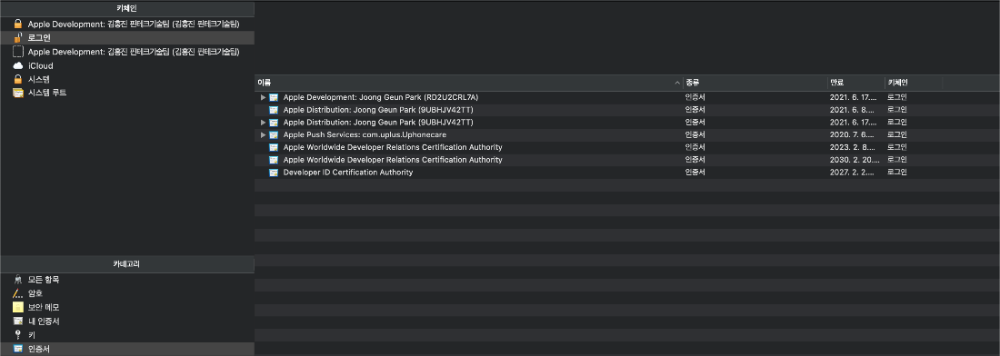 키체인
Apple Development: 김홍진 핀테크기술팀 (김홍진 핀테크기술팀)
로그인
Apple Development: 김홍진 핀테크기술팀 (김홍진 핀테크기술팀)
iCloud
시스템
시스템 루트
이름 종류 만료 키체인
Apple Development: Joong Geun Park (RD2U2CRL7A) 인증서 2021. 6. 17.... 로그인
Apple Distribution: Joong Geun Park (9UBHJV42TT) 인증서 2021. 6. 8.... 로그인
Apple Distribution: Joong Geun Park (9UBHJV42TT) 인증서 2021. 6. 17.... 로그인
Apple Push Services: com.uplus.Uphonecare 인증서 2020. 7. 6.... 로그인
Apple Worldwide Developer Relations Certification Authority 인증서 2023. 2. 8.... 로그인
Apple Worldwide Developer Relations Certification Authority 인증서 2030. 2. 20.... 로그인
Developer ID Certification Authority 인증서 2027. 2. 2.... 로그인
카테고리
모든 항목
암호
보안 메모
내 인증서
키
인증서